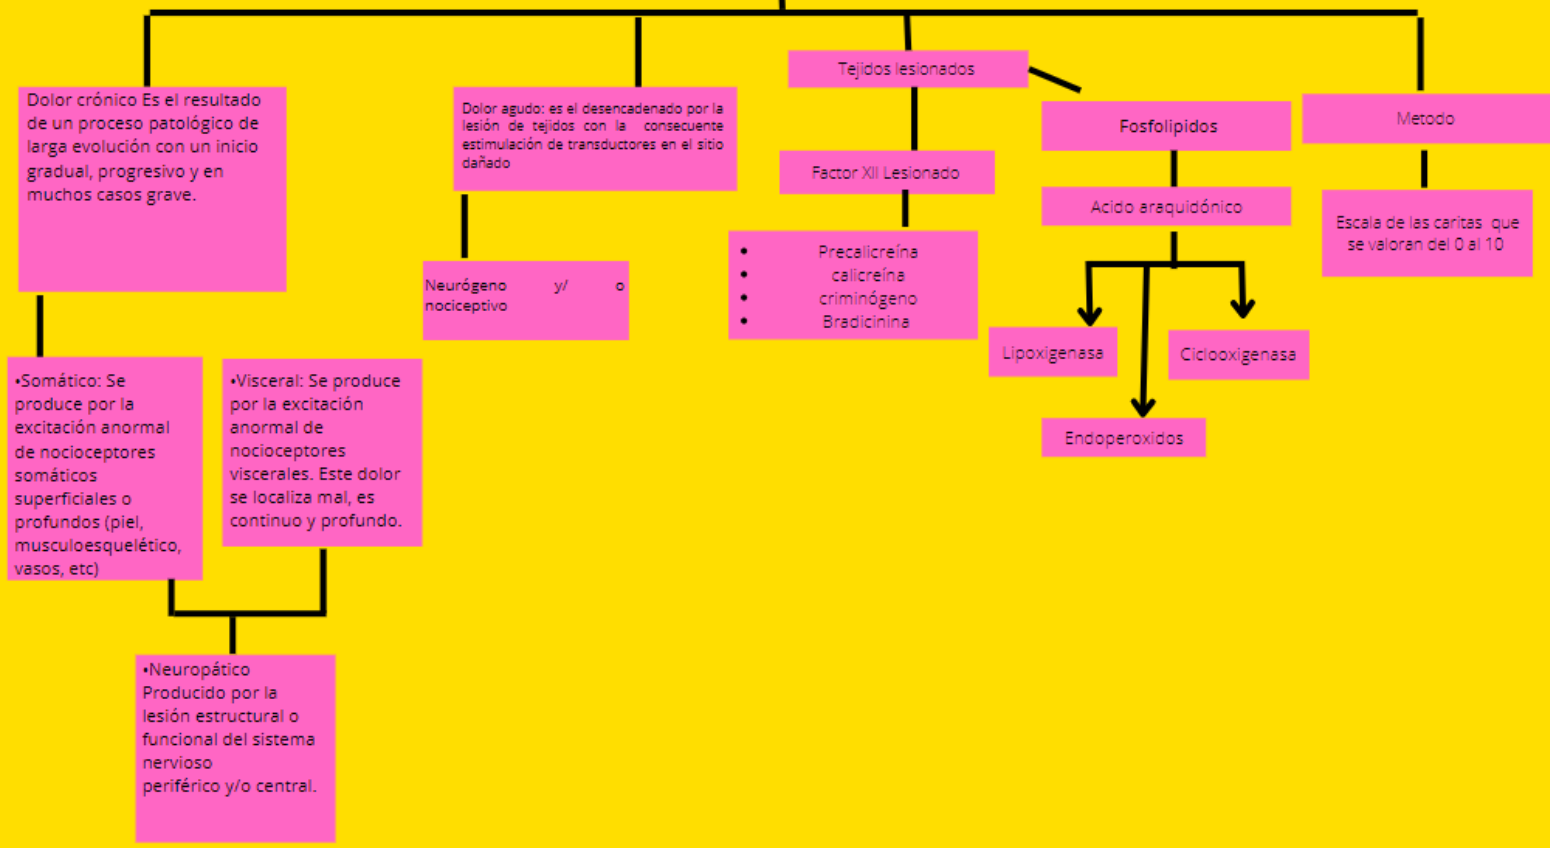 Dolor crónico Es el resultado
de un proceso patológico de
larga evolución con un inicio
gradual, progresivo y en
muchos casos grave.
•Somático: Se
produce por la
excitación anormal
de nocioceptores
somáticos
superficiales o
profundos (piel,
musculoesquelético,
vasos, etc)
•Visceral: Se produce
por la excitación
anormal de
nocioceptores
viscerales. Este dolor
se localiza mal, es
continuo y profundo.
•Neuropático
Producido por la
lesión estructural o
funcional del sistema
nervioso
periférico y/o central.
Dolor agudo: es el desencadenado por la
lesión de tejidos con la consecuente
estimulación de transductores en el sitio
dañado
Neurógeno y/ o
nociceptivo
Tejidos lesionados
Factor XII Lesionado
• Precalicreína
• calicreína
• criminógeno
• Bradicinina
Fosfolipidos
Acido araquidónico
Lipoxigenasa
Ciclooxigenasa
Endoperoxidos
Metodo
Escala de las caritas que
se valoran del 0 al 10